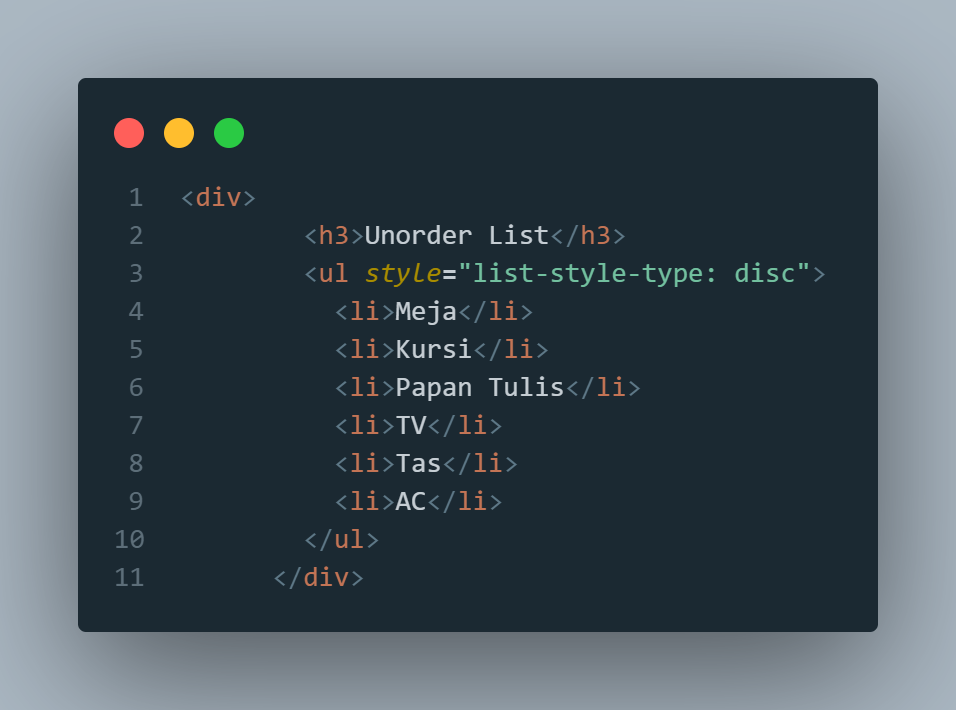 1 <div>
2         <h3>Unorder List</h3>
3         <ul style="list-style-type: disc">
4           <li>Meja</li>
5           <li>Kursi</li>
6           <li>Papan Tulis</li>
7           <li>TV</li>
8           <li>Tas</li>
9           <li>AC</li>
10         </ul>
11       </div>